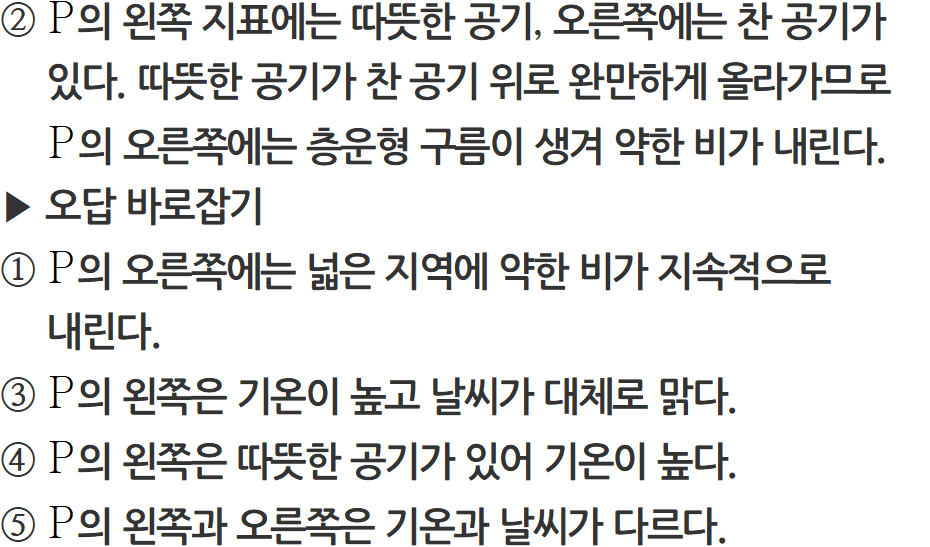 ② P의 왼쪽 지표에는 따뜻한 공기, 오른쪽에는 찬 공기가
있다. 따뜻한 공기가 찬 공기 위로 완만하게 올라가므로
P의 오른쪽에는 층운형 구름이 생겨 약한 비가 내린다.
▶ 오답 바로잡기
① P의 오른쪽에는 넓은 지역에 약한 비가 지속적으로
내린다.
③ P의 왼쪽은 기온이 높고 날씨가 대체로 맑다.
④ P의 왼쪽은 따뜻한 공기가 있어 기온이 높다.
⑤ P의 왼쪽과 오른쪽은 기온과 날씨가 다르다.